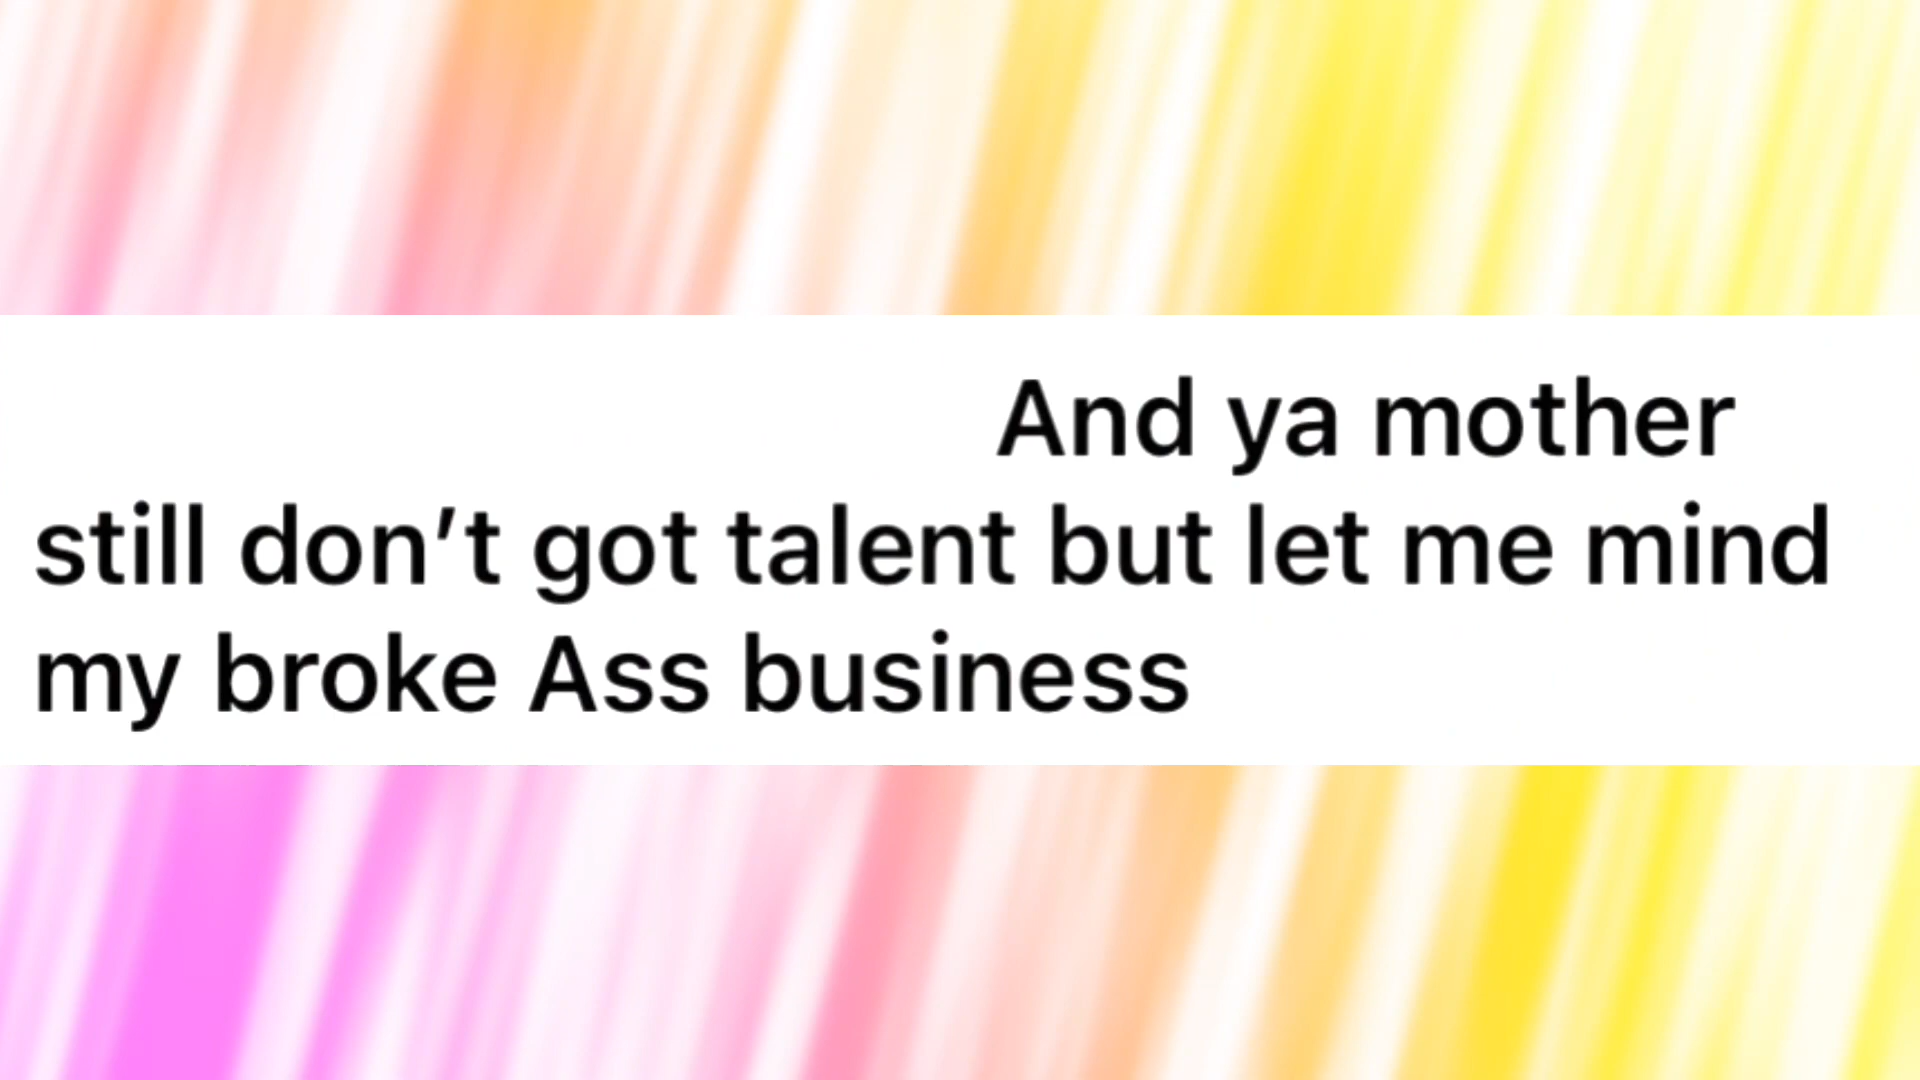 And ya mother
still don’t got talent but let me mind
my broke Ass business